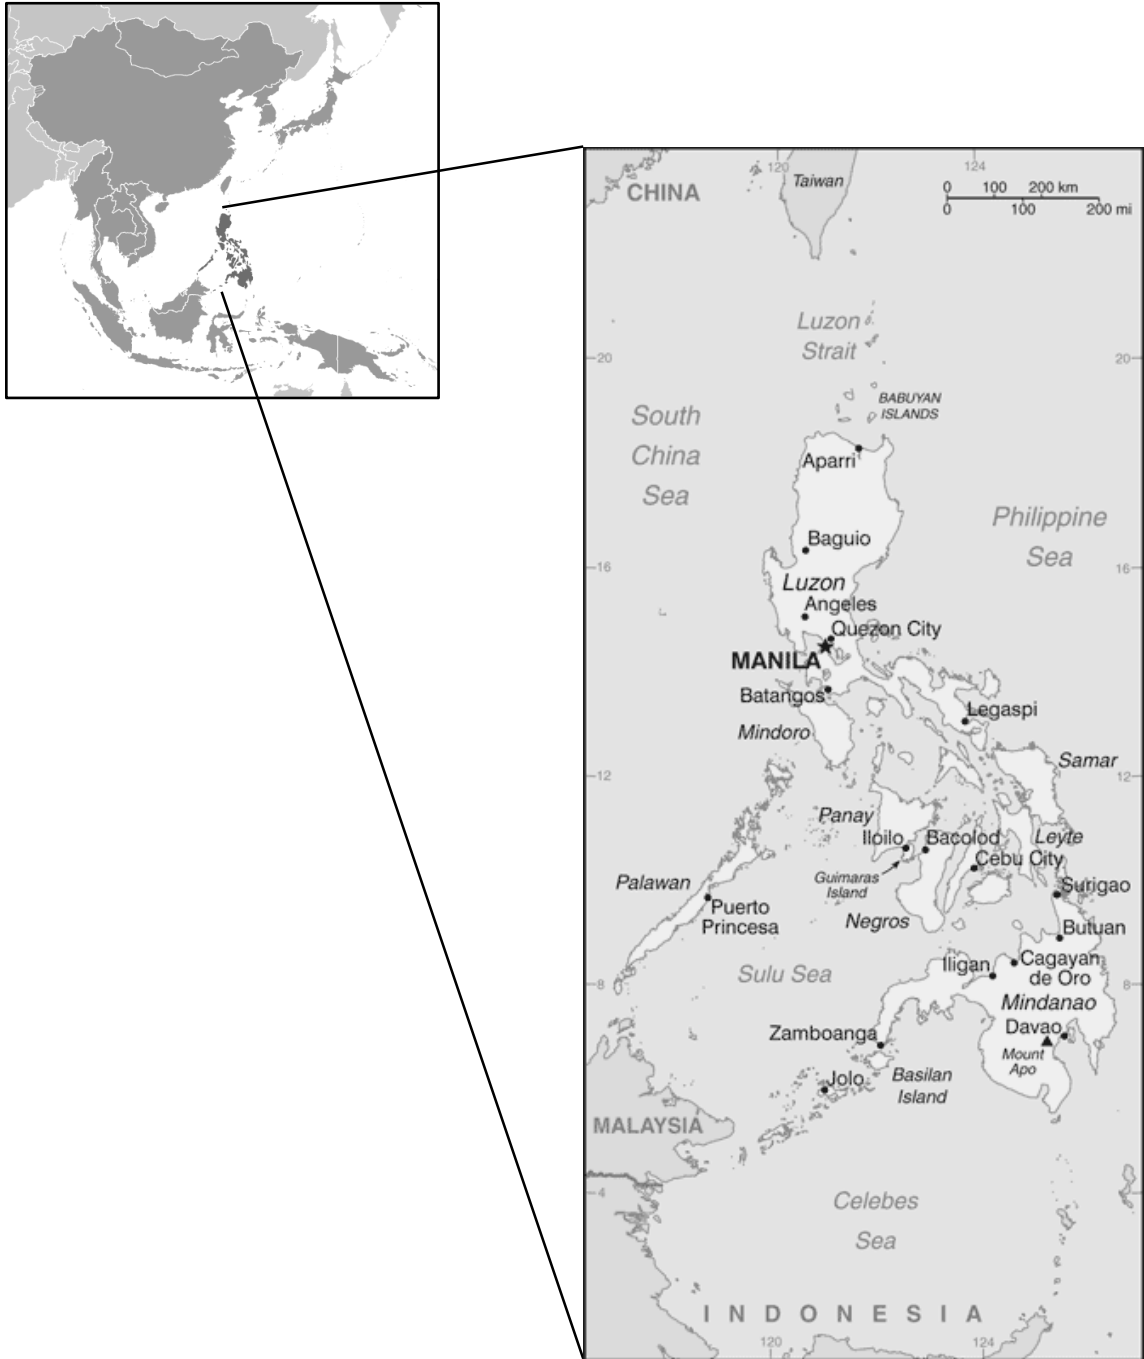 120
124
CHINA
Taiwan
0 100 200 km
0 100 200 mi
Luzon
Strait
20
20
BABUYAN
ISLANDS
South
China
Sea
Aparri
Philippine
Sea
Baguio
16
16
Luzon
Angeles
Quezon City
MANILA
Batangos
Legaspi
Mindoro
Samar
12
12
Panay
Iloilo
Bacolod
Leyte
Cebu City
Guimaras
Island
Palawan
Surigao
Puerto
Princesa
Negros
Butuan
Iligan
Cagayan
de Oro
Sulu Sea
8
8
Mindanao
Davao
Zamboanga
Mount
Apo
Jolo
Basilan
Island
MALAYSIA
4
Celebes
Sea
INDONESIA
120
124